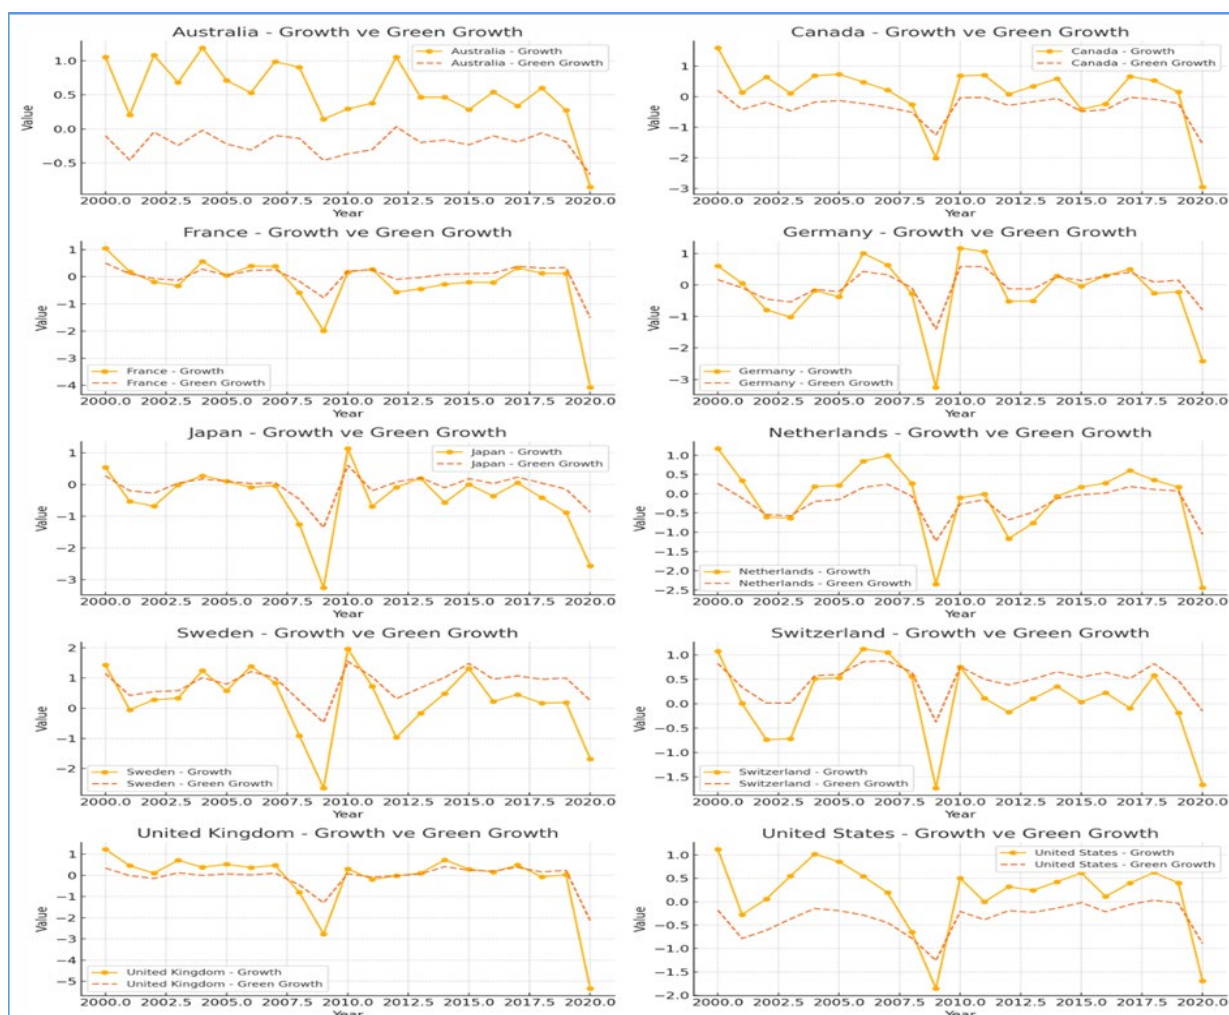 Australia - Growth ve Green Growth
Australia - Growth
Australia - Green Growth
Value
1.0
0.5
0.0
−0.5
2000.0 2002.5 2005.0 2007.5 2010.0 2012.5 2015.0 2017.5 2020.0
Year
Canada - Growth ve Green Growth
Canada - Growth
Canada - Green Growth
Value
1
0
−1
−2
−3
2000.0 2002.5 2005.0 2007.5 2010.0 2012.5 2015.0 2017.5 2020.0
Year
France - Growth ve Green Growth
Value
1
0
−1
−2
−3
−4
France - Growth
France - Green Growth
2000.0 2002.5 2005.0 2007.5 2010.0 2012.5 2015.0 2017.5 2020.0
Year
Germany - Growth ve Green Growth
Value
1
0
−1
−2
−3
Germany - Growth
Germany - Green Growth
2000.0 2002.5 2005.0 2007.5 2010.0 2012.5 2015.0 2017.5 2020.0
Year
Japan - Growth ve Green Growth
Japan - Growth
Japan - Green Growth
Value
1
0
−1
−2
−3
2000.0 2002.5 2005.0 2007.5 2010.0 2012.5 2015.0 2017.5 2020.0
Year
Netherlands - Growth ve Green Growth
Value
1.0
0.5
0.0
−0.5
−1.0
−1.5
−2.0
−2.5
Netherlands - Growth
Netherlands - Green Growth
2000.0 2002.5 2005.0 2007.5 2010.0 2012.5 2015.0 2017.5 2020.0
Year
Sweden - Growth ve Green Growth
Value
2
1
0
−1
−2
Sweden - Growth
Sweden - Green Growth
2000.0 2002.5 2005.0 2007.5 2010.0 2012.5 2015.0 2017.5 2020.0
Year
Switzerland - Growth ve Green Growth
Value
1.0
0.5
0.0
−0.5
−1.0
−1.5
Switzerland - Growth
Switzerland - Green Growth
2000.0 2002.5 2005.0 2007.5 2010.0 2012.5 2015.0 2017.5 2020.0
Year
United Kingdom - Growth ve Green Growth
Value
1
0
−1
−2
−3
−4
−5
United Kingdom - Growth
United Kingdom - Green Growth
2000.0 2002.5 2005.0 2007.5 2010.0 2012.5 2015.0 2017.5 2020.0
Year
United States - Growth ve Green Growth
United States - Growth
United States - Green Growth
Value
1.0
0.5
0.0
−0.5
−1.0
−1.5
−2.0
2000.0 2002.5 2005.0 2007.5 2010.0 2012.5 2015.0 2017.5 2020.0
Year